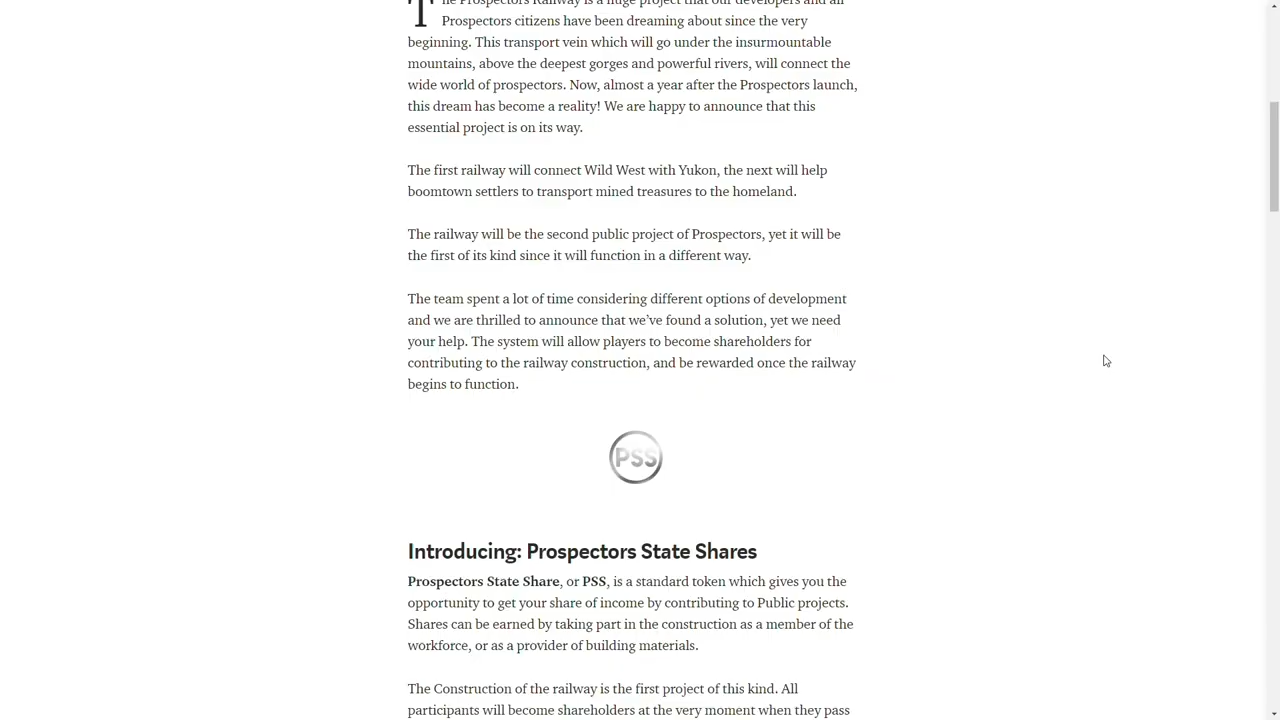 The Prospectors Railway is a huge project that our developers and all
Prospectors citizens have been dreaming about since the very
beginning. This transport vein which will go under the insurmountable
mountains, above the deepest gorges and powerful rivers, will connect the
wide world of prospectors. Now, almost a year after the Prospectors launch,
this dream has become a reality! We are happy to announce that this
essential project is on its way.
The first railway will connect Wild West with Yukon, the next will help
boomtown settlers to transport mined treasures to the homeland.
The railway will be the second public project of Prospectors, yet it will be
the first of its kind since it will function in a different way.
The team spent a lot of time considering different options of development
and we are thrilled to announce that we’ve found a solution, yet we need
your help. The system will allow players to become shareholders for
contributing to the railway construction, and be rewarded once the railway
begins to function.
PSS
Introducing: Prospectors State Shares
Prospectors State Share, or PSS, is a standard token which gives you the
opportunity to get your share of income by contributing to Public projects.
Shares can be earned by taking part in the construction as a member of the
workforce, or as a provider of building materials.
The Construction of the railway is the first project of this kind. All
participants will become shareholders at the very moment when they pass